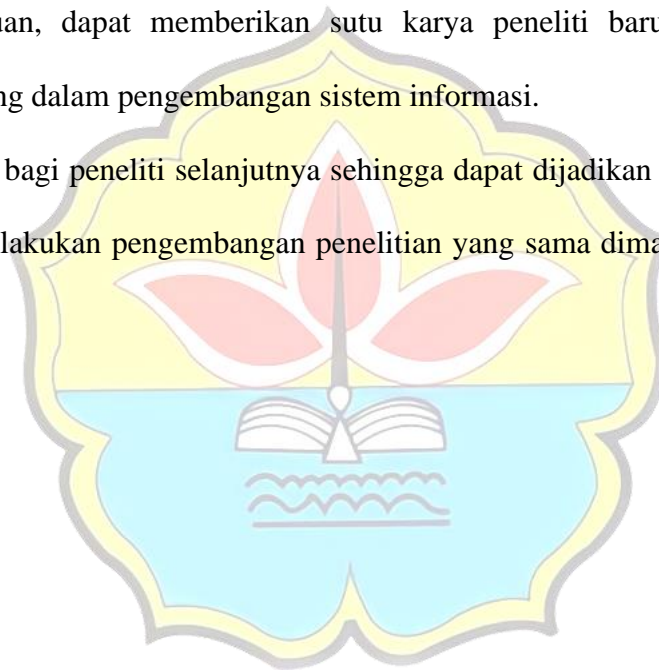 uan, dapat memberikan sutu karya peneliti baru
ng dalam pengembangan sistem informasi.
bagi peneliti selanjutnya sehingga dapat dijadikan
lakukan pengembangan penelitian yang sama dima